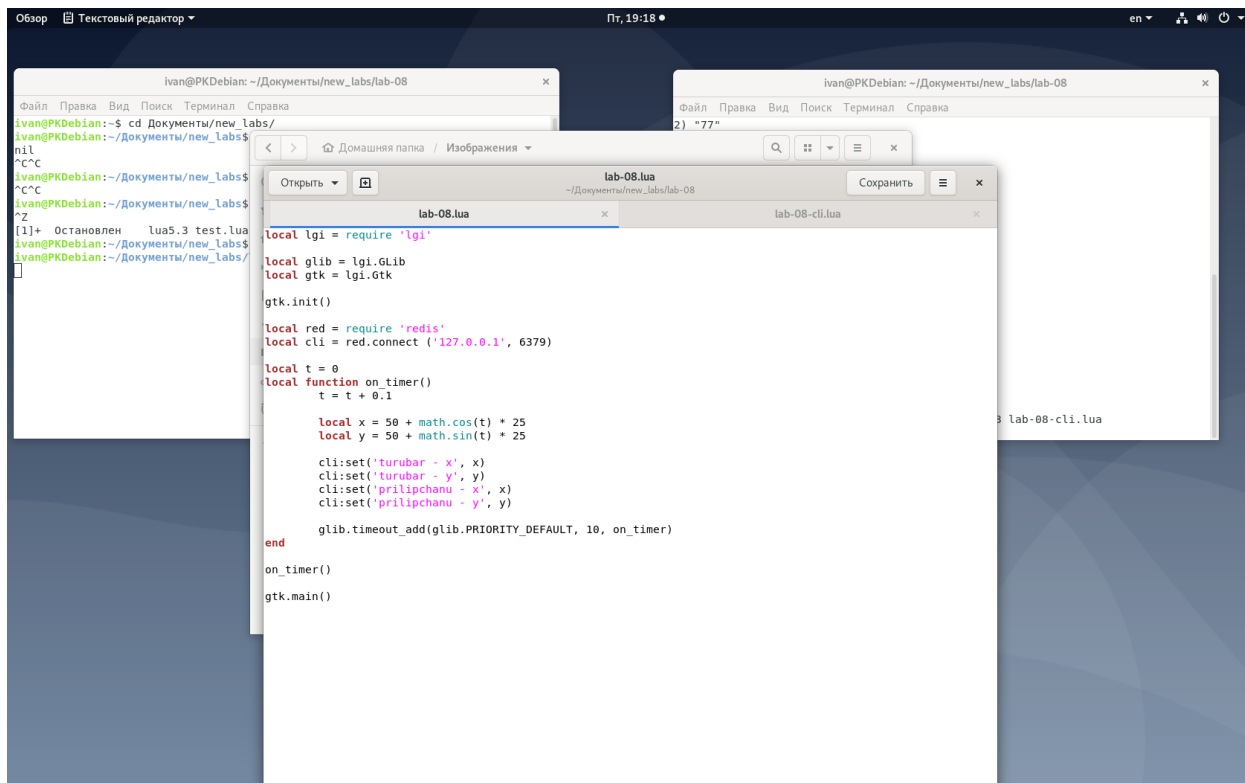 Обзор Текстовый редактор Пт, 19:18 en
ivan@PKDebian: ~/Документы/new_labs/lab-08
Файл Правка Вид Поиск Терминал Справка
ivan@PKDebian:~$ cd Документы/new_labs/
ivan@PKDebian:~/Документы/new_labs$
nil
^C^C
ivan@PKDebian:~/Документы/new_labs$
^C^C
ivan@PKDebian:~/Документы/new_labs$
^Z
[1]+ Остановлен lua5.3 test.lua
ivan@PKDebian:~/Документы/new_labs$
ivan@PKDebian:~/Документы/new_labs/
ivan@PKDebian: ~/Документы/new_labs/lab-08
Файл Правка Вид Поиск Терминал Справка
2) "77"
lab-08-cli.lua
Домашняя папка / Изображения
Открыть
lab-08.lua
~/Документы/new_labs/lab-08
Сохранить
lab-08.lua lab-08-cli.lua
local lgi = require 'lgi'
local glib = lgi.GLib
local gtk = lgi.Gtk
gtk.init()
local red = require 'redis'
local cli = red.connect ('127.0.0.1', 6379)
local t = 0
local function on_timer()
t = t + 0.1
local x = 50 + math.cos(t) * 25
local y = 50 + math.sin(t) * 25
cli:set('turubar - x', x)
cli:set('turubar - y', y)
cli:set('prilipchanu - x', x)
cli:set('prilipchanu - y', y)
glib.timeout_add(glib.PRIORITY_DEFAULT, 10, on_timer)
end
on_timer()
gtk.main()